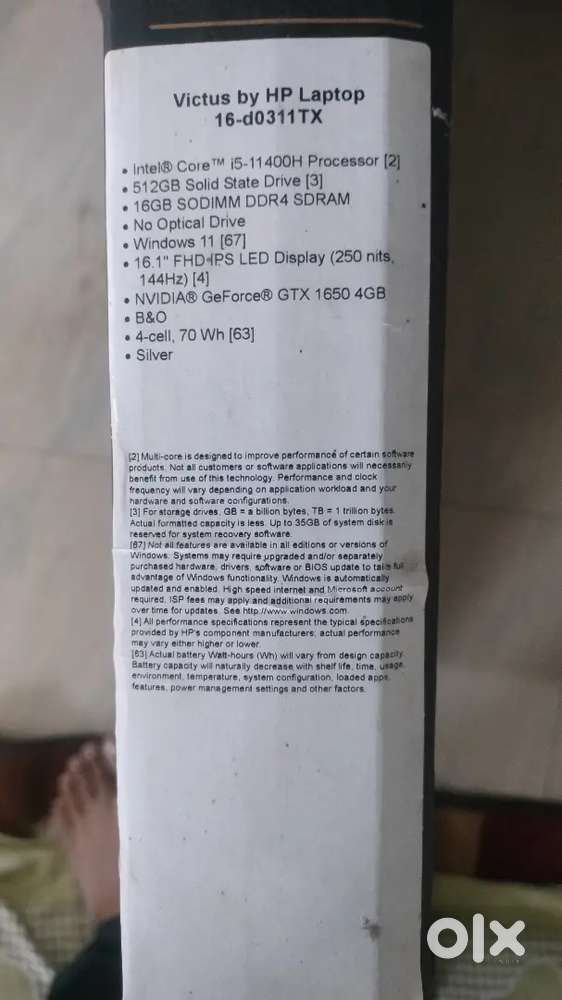 Victus by HP Laptop
16-d0311TX
• Intel® Core™ i5-11400H Processor [2]
• 512GB Solid State Drive [3]
• 16GB SODIMM DDR4 SDRAM
• No Optical Drive
• Windows 11 [67]
• 16.1" FHD IPS LED Display (250 nits,
144Hz) [4]
• NVIDIA® GeForce® GTX 1650 4GB
• B&O
• 4-cell, 70 Wh [63]
• Silver
[2] Multi-core is designed to improve performance of certain software
products. Not all customers or software applications will necessarily
benefit from use of this technology. Performance and clock
frequency will vary depending on application workload and your
hardware and software configurations.
[3] For storage drives, GB = a billion bytes, TB = 1 trillion bytes.
Actual formatted capacity is less. Up to 35GB of system disk is
reserved for system recovery software.
[67] Not all features are available in all editions or versions of
Windows. Systems may require upgraded and/or separately
purchased hardware, drivers, software or BIOS update to take full
advantage of Windows functionality. Windows is automatically
updated and enabled. High speed internet and Microsoft account
required. ISP fees may apply and additional requirements may apply
over time for updates. See http://www.windows.com.
[4] All performance specifications represent the typical specifications
provided by HP's component manufacturers; actual performance
may vary either higher or lower.
[63] Actual battery Watt-hours (Wh) will vary from design capacity.
Battery capacity will naturally decrease with shelf life, time, usage,
environment, temperature, system configuration, loaded apps,
features, power management settings and other factors.
olx